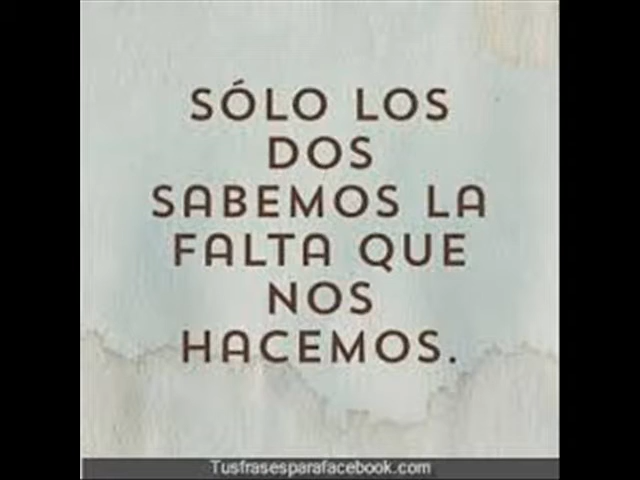 SÓLO LOS
DOS
SABEMOS LA
FALTA QUE
NOS
HACEMOS.
Tusfrasesparafacebook.com